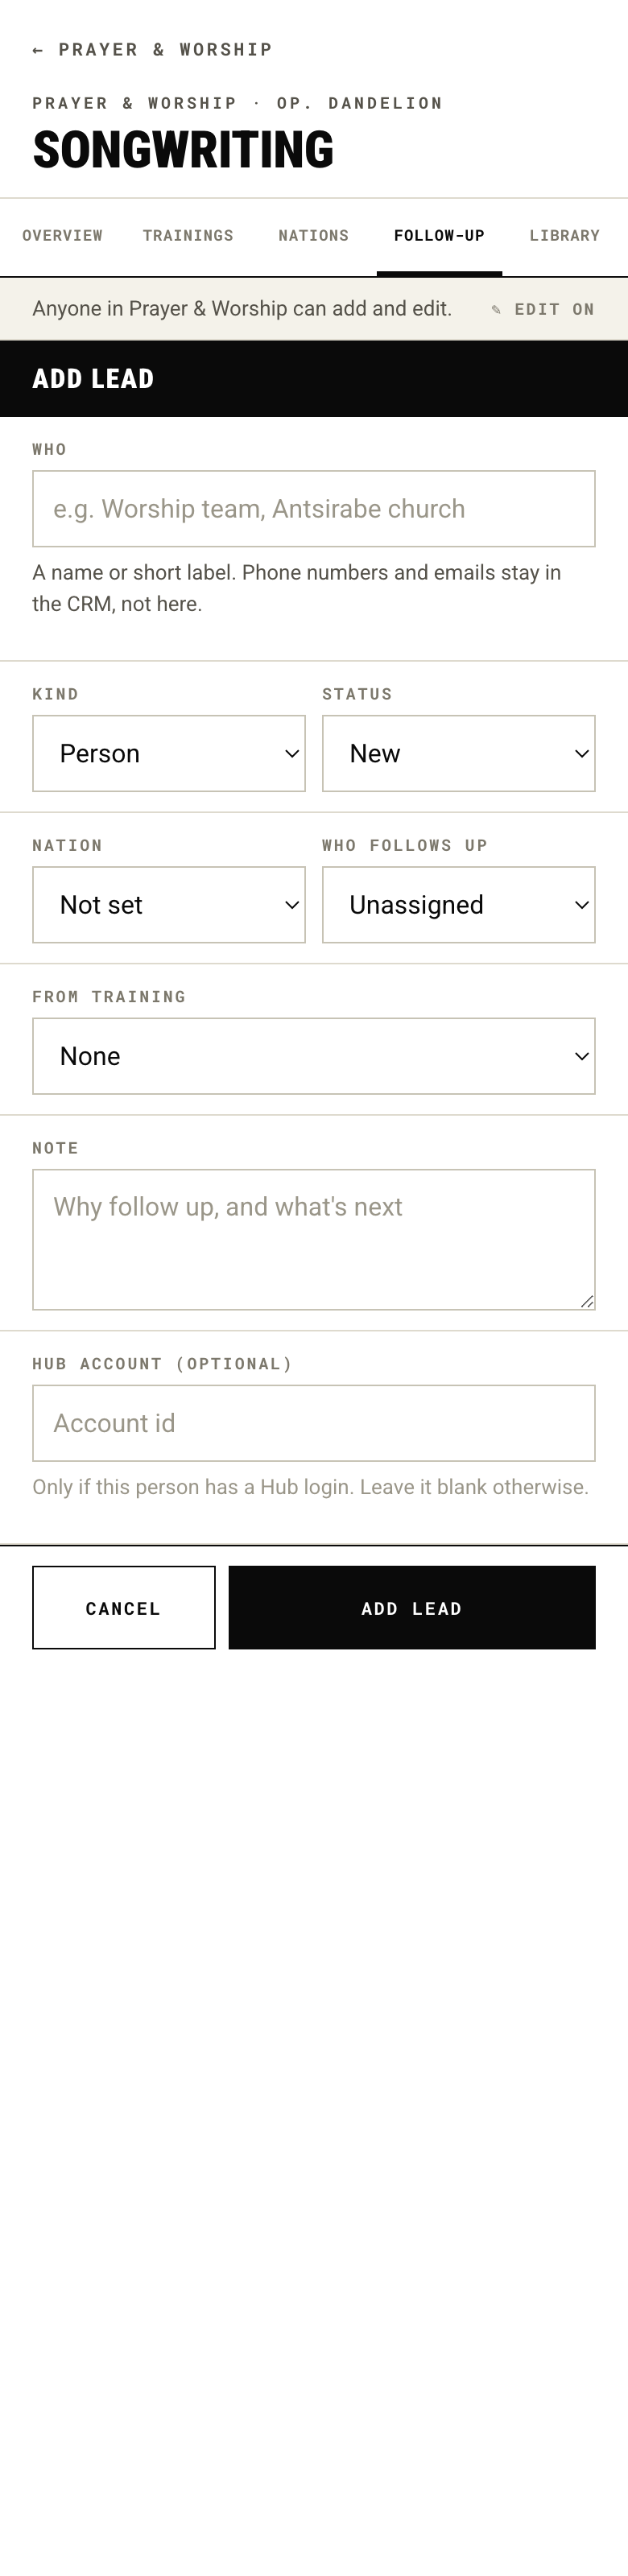 ← PRAYER & WORSHIP
PRAYER & WORSHIP · OP. DANDELION
SONGWRITING
OVERVIEW TRAININGS NATIONS FOLLOW-UP LIBRARY
Anyone in Prayer & Worship can add and edit. ✎ EDIT ON
ADD LEAD
WHO
e.g. Worship team, Antsirabe church
A name or short label. Phone numbers and emails stay in
the CRM, not here.
KIND STATUS
Person New
NATION WHO FOLLOWS UP
Not set Unassigned
FROM TRAINING
None
NOTE
Why follow up, and what's next
HUB ACCOUNT (OPTIONAL)
Account id
Only if this person has a Hub login. Leave it blank otherwise.
CANCEL ADD LEAD